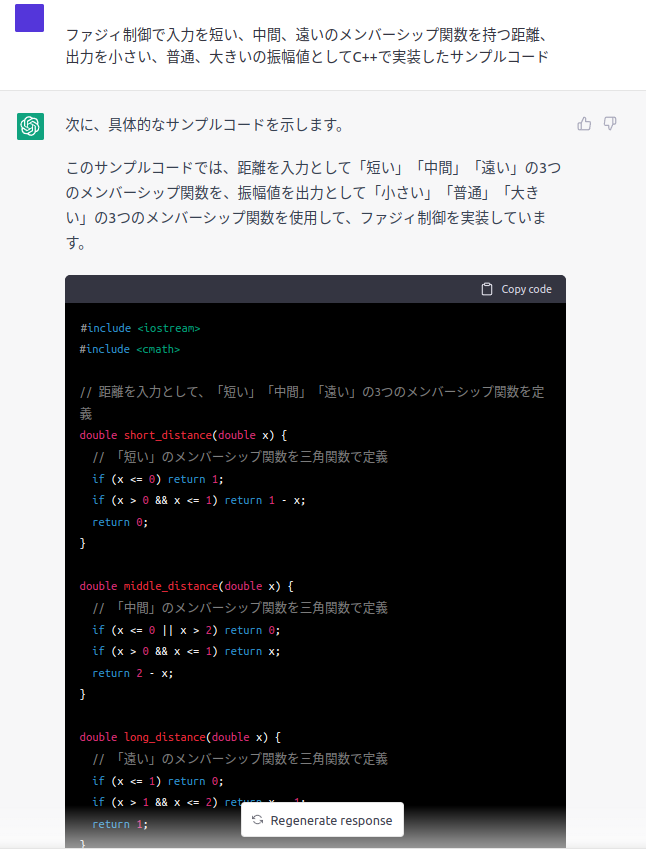 ファジィ制御で入力を短い、中間、遠いのメンバーシップ関数を持つ距離、
出力を小さい、普通、大きいの振幅値としてC++で実装したサンプルコード
次に、具体的なサンプルコードを示します。
このサンプルコードでは、距離を入力として「短い」「中間」「遠い」の3つ
のメンバーシップ関数を、振幅値を出力として「小さい」「普通」「大き
い」の3つのメンバーシップ関数を使用して、ファジィ制御を実装していま
す。
Copy code
#include <iostream>
#include <cmath>
// 距離を入力として、「短い」「中間」「遠い」の3つのメンバーシップ関数を定
義
double short_distance(double x) {
// 「短い」のメンバーシップ関数を三角関数で定義
if (x <= 0) return 1;
if (x > 0 && x <= 1) return 1 - x;
return 0;
}
double middle_distance(double x) {
// 「中間」のメンバーシップ関数を三角関数で定義
if (x <= 0 || x > 2) return 0;
if (x > 0 && x <= 1) return x;
return 2 - x;
}
double long_distance(double x) {
// 「遠い」のメンバーシップ関数を三角関数で定義
if (x <= 1) return 0;
if (x > 1 && x <= 2) return x - 1;
return 1;
}
Regenerate response